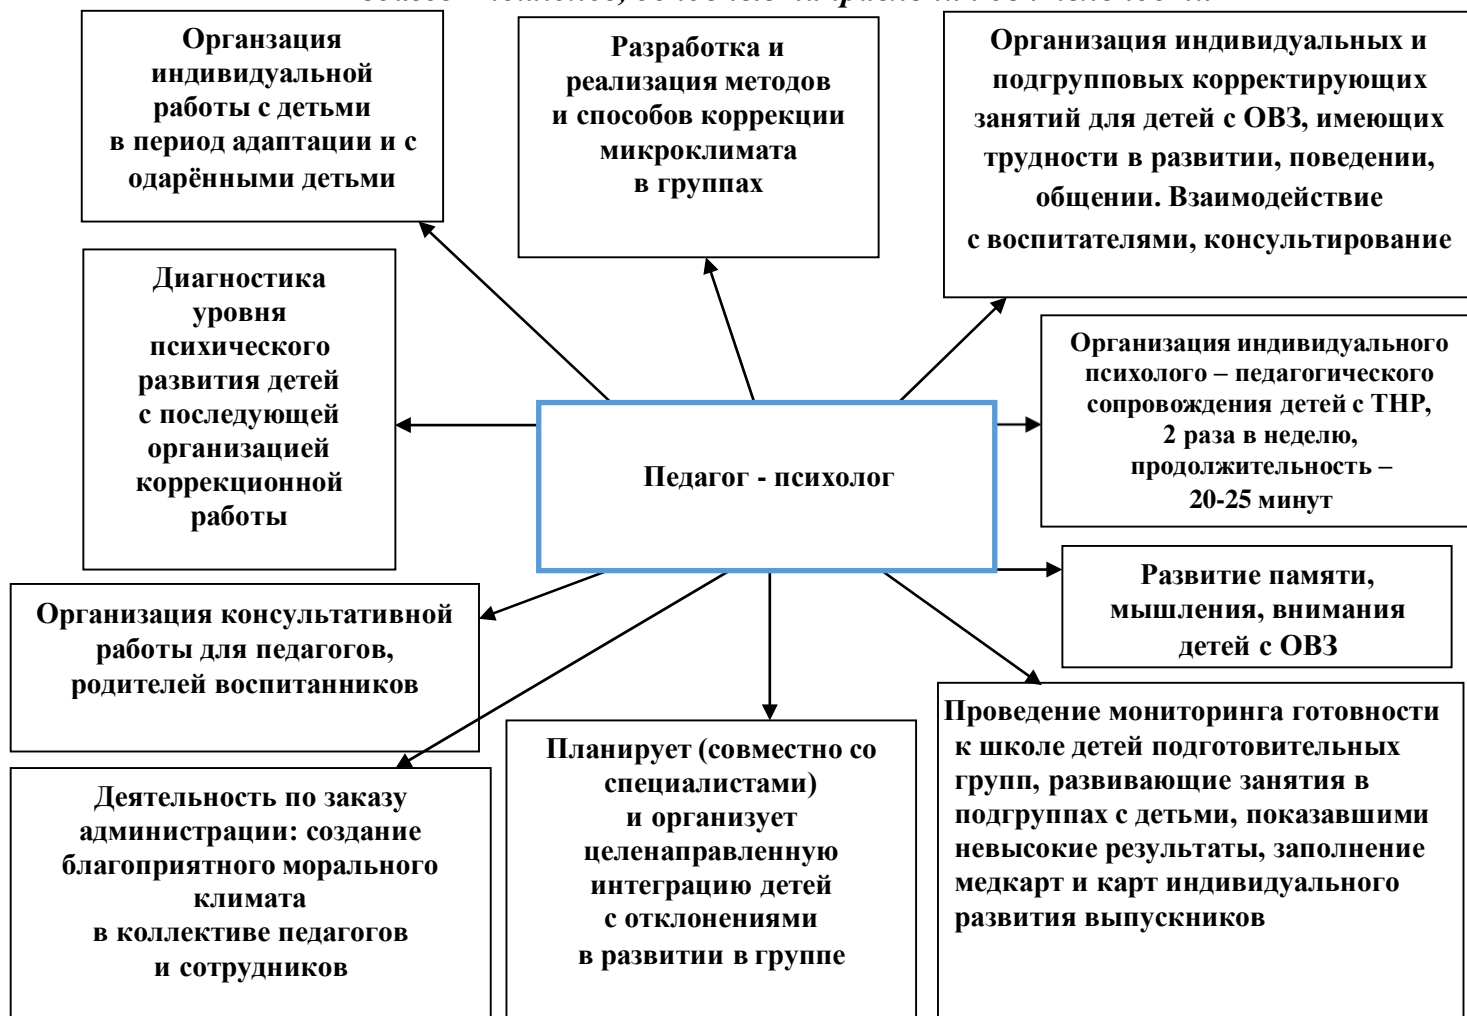 Органзация
индивидуальной
работы с детьми
в период адаптации и с
одарёнными детьми
Разработка и
реализация методов
и способов коррекции
микроклимата
в группах
Организация индивидуальных и
подгрупповых корректирующих
занятий для детей с ОВЗ, имеющих
трудности в развитии, поведении,
общении. Взаимодействие
с воспитателями, консультирование
Диагностика
уровня
психического
развития детей
с последующей
организацией
коррекционной
работы
Организация индивидуального
психолого – педагогического
сопровождения детей с ТНР,
2 раза в неделю,
продолжительность –
20-25 минут
Педагог - психолог
Развитие памяти,
мышления, внимания
детей с ОВЗ
Организация консультативной
работы для педагогов,
родителей воспитанников
Деятельность по заказу
администрации: создание
благоприятного морального
климата
в коллективе педагогов
и сотрудников
Планирует (совместно со
специалистами)
и организует
целенаправленную
интеграцию детей
с отклонениями
в развитии в группе
Проведение мониторинга готовности
к школе детей подготовительных
групп, развивающие занятия в
подгруппах с детьми, показавшими
невысокие результаты, заполнение
медкарт и карт индивидуального
развития выпускников